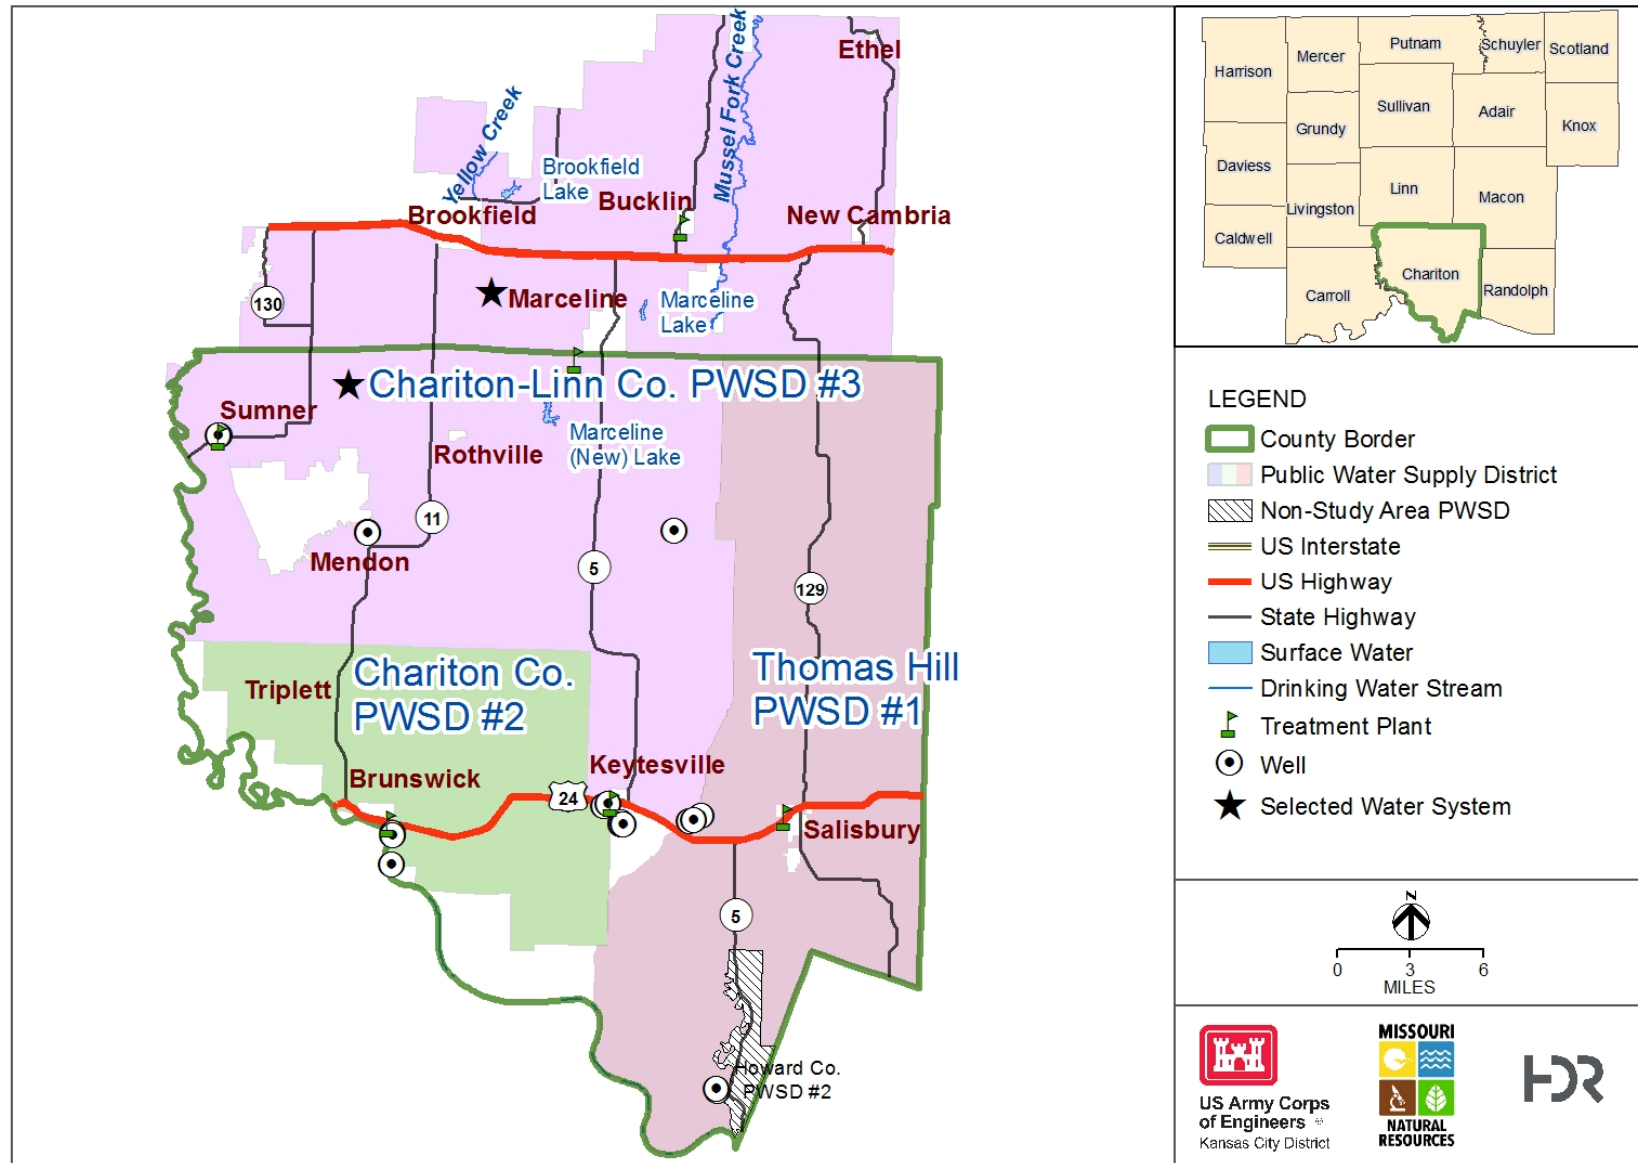 Ethel
Mussel Fork Creek
Yellow Creek
Brookfield
Lake
Bucklin
Brookfield
New Cambria
130
Marceline
Marceline
Lake
Chariton-Linn Co. PWSD #3
Sumner
Marceline
(New) Lake
Rothville
11
Mendon
5
129
Chariton Co.
PWSD #2
Thomas Hill
PWSD #1
Triplett
Brunswick
Keytesville
24
Salisbury
5
Howard Co.
PWSD #2
Harrison
Mercer
Putnam
Schuyler
Scotland
Sullivan
Adair
Knox
Grundy
Daviess
Linn
Macon
Livingston
Caldwell
Chariton
Carroll
Randolph
LEGEND
County Border
Public Water Supply District
Non-Study Area PWSD
US Interstate
US Highway
State Highway
Surface Water
Drinking Water Stream
Treatment Plant
Well
Selected Water System
N
0 3 6
MILES
US Army Corps
of Engineers ®
Kansas City District
MISSOURI
NATURAL
RESOURCES
HDR